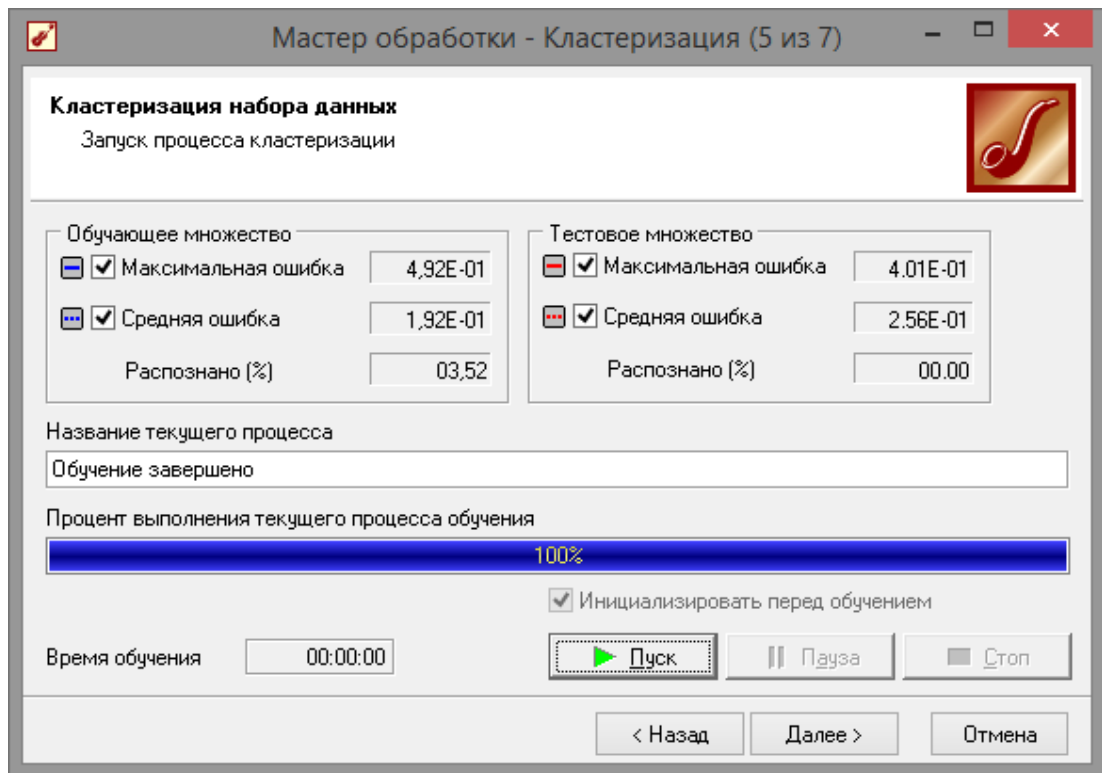 Мастер обработки - Кластеризация (5 из 7)
Кластеризация набора данных
Запуск процесса кластеризации
Обучающее множество
Максимальная ошибка 4,92E-01
Средняя ошибка 1,92E-01
Распознано (%) 03,52
Тестовое множество
Максимальная ошибка 4.01E-01
Средняя ошибка 2.56E-01
Распознано (%) 00.00
Название текущего процесса
Обучение завершено
Процент выполнения текущего процесса обучения
100%
Инициализировать перед обучением
Время обучения 00:00:00 Пуск Пауза Стоп
< Назад Далее > Отмена